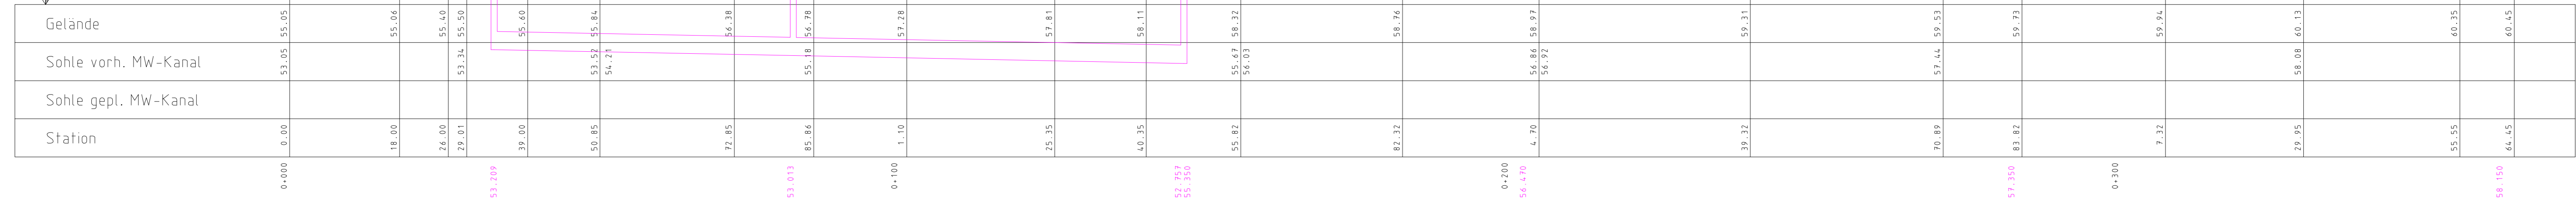 Gelände 55.05 55.06 55.40 55.50 55.60 55.84 56.38 56.78 57.28 57.81 58.11 58.32 58.76 58.97 59.31 59.53 59.73 59.94 60.13 60.35 60.45
Sohle vorh. MW-Kanal 53.05 53.34 53.52 54.21 55.18 55.67 56.03 56.86 56.92 57.44 58.08
Sohle gepl. MW-Kanal
Station 0.00 18.00 26.00 29.01 39.00 50.85 72.85 85.86 1.10 25.35 40.35 55.82 82.32 4.70 39.32 70.89 83.82 7.32 29.95 55.55 64.45
0+000 53.209 53.013 0+100 52.757 55.350 0+200 56.470 57.350 0+300 58.150